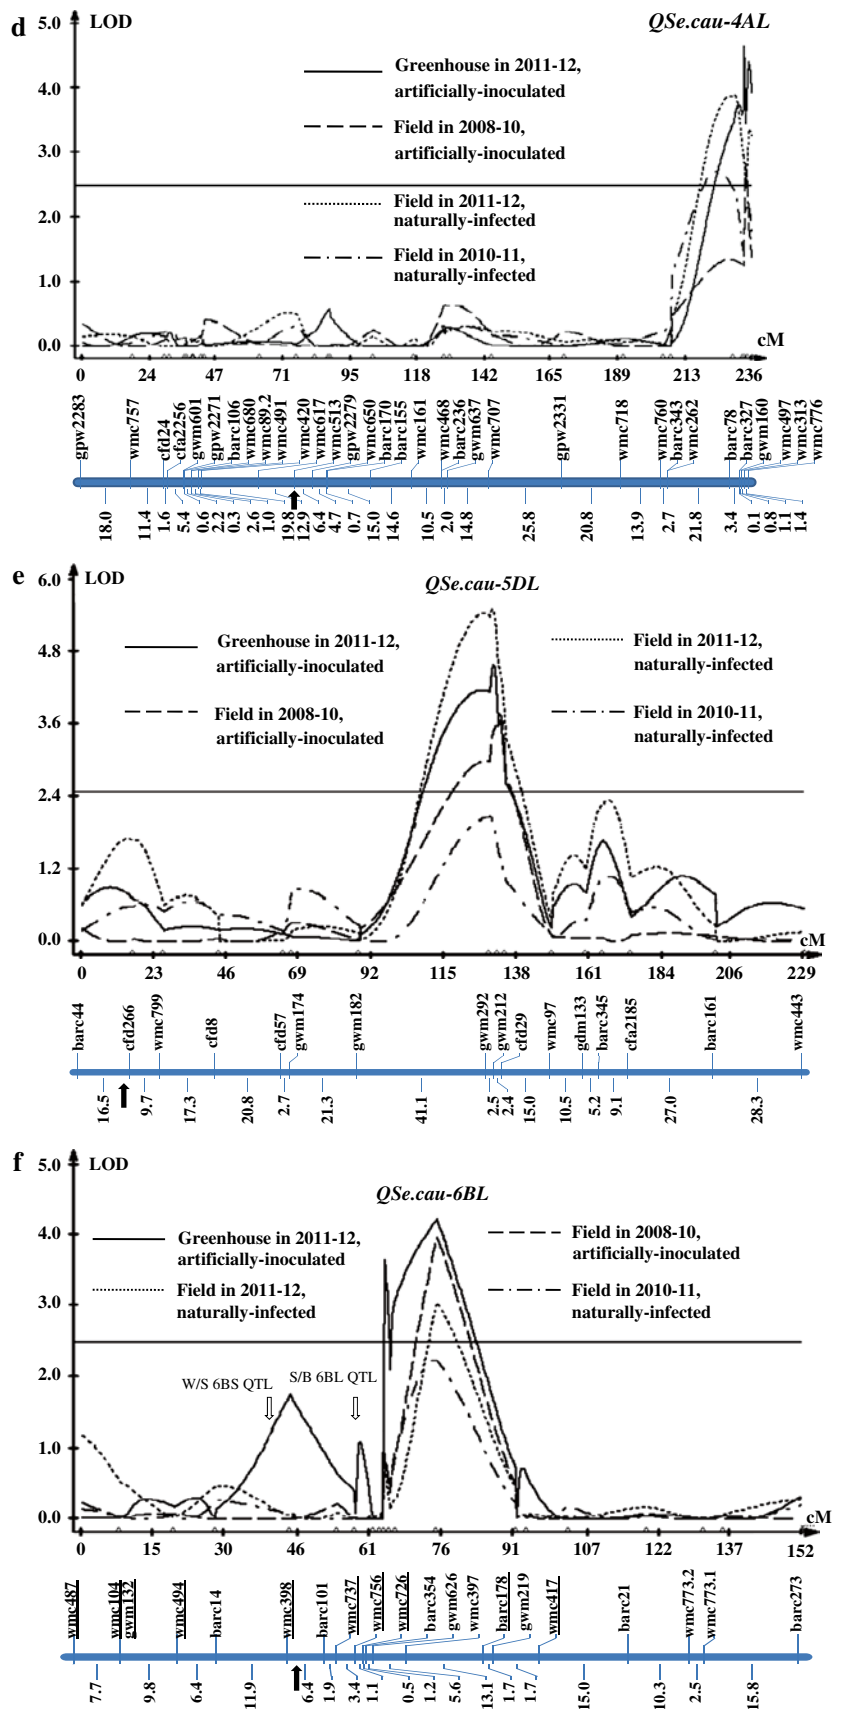 d
5.0
LOD
QSe.cau-4AL
Greenhouse in 2011-12,
artificially-inoculated
4.0
Field in 2008-10,
artificially-inoculated
3.0
Field in 2011-12,
naturally-infected
2.0
Field in 2010-11,
naturally-infected
1.0
0.0
cM
0 24 47 71 95 118 142 165 189 213 236
gpw2283 wmc757 cfd24 cfa2256 gwm601 gpw2271 barc106 wmc680 wmc89.2 wmc491 wmc420 wmc617 wmc513 gpw2279 wmc650 barc170 barc155 wmc161 wmc468 barc236 gwm637 wmc707 gpw2331 wmc718 wmc760 barc343 wmc262 barc78 barc327 gwm160 wmc497 wmc313 wmc776
18.0 11.4 1.6 5.4 0.6 2.2 0.3 2.6 1.0 19.8 12.9 6.4 4.7 0.7 15.0 14.6 10.5 2.0 14.8 25.8 20.8 13.9 2.7 21.8 3.4 0.1 0.8 1.1 1.4
e
6.0
LOD
QSe.cau-5DL
Greenhouse in 2011-12,
artificially-inoculated
Field in 2011-12,
naturally-infected
4.8
Field in 2008-10,
artificially-inoculated
Field in 2010-11,
naturally-infected
3.6
2.4
1.2
0.0
cM
0 23 46 69 92 115 138 161 184 206 229
barc44 cfd266 wmc799 cfd8 cfd57 gwm174 gwm182 gwm292 gwm212 cfd29 wmc97 gdm133 barc345 cfa2185 barc161 wmc443
16.5 9.7 17.3 20.8 2.7 21.3 41.1 2.5 2.4 15.0 10.5 5.2 9.1 27.0 28.3
f
5.0
LOD
QSe.cau-6BL
4.0
Greenhouse in 2011-12,
artificially-inoculated
Field in 2008-10,
artificially-inoculated
Field in 2011-12,
naturally-infected
Field in 2010-11,
naturally-infected
3.0
2.0
W/S 6BS QTL
S/B 6BL QTL
1.0
0.0
cM
0 15 30 46 61 76 91 107 122 137 152
wmc487 wmc104 gwm132 wmc494 barc14 wmc398 barc101 wmc737 wmc756 wmc726 barc354 gwm626 wmc397 barc178 gwm219 wmc417 barc21 wmc773.2 wmc773.1 barc273
7.7 9.8 6.4 11.9 6.4 1.9 3.4 1.1 0.5 1.2 5.6 13.1 1.7 1.7 15.0 10.3 2.5 15.8